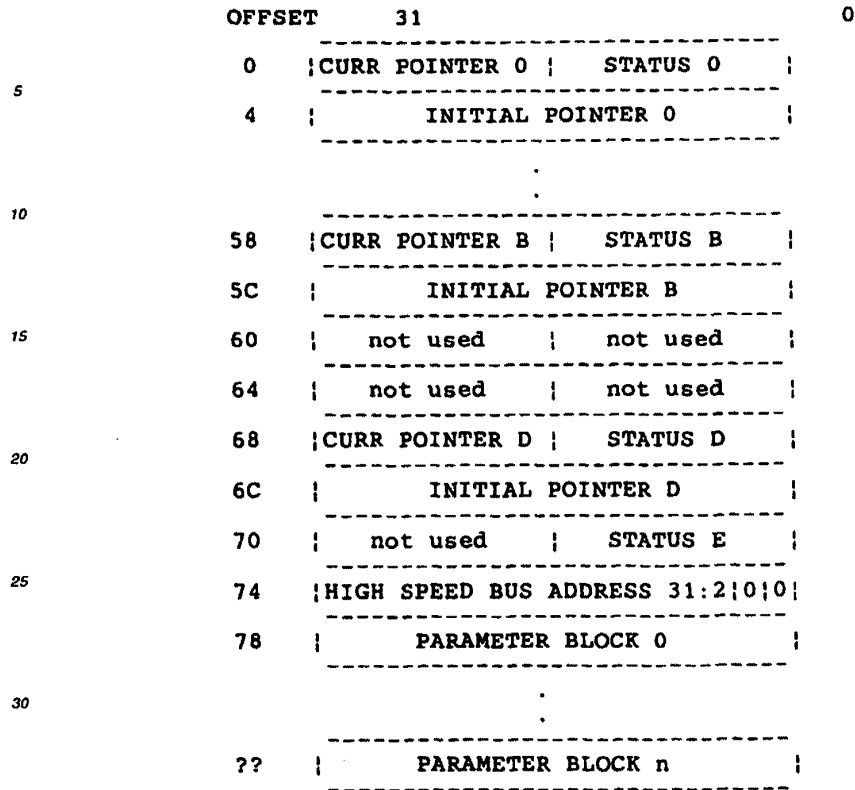 OFFSET 31 0
0 |CURR POINTER 0 | STATUS 0 |
5
4 | INITIAL POINTER 0 |
.
.
10
58 |CURR POINTER B | STATUS B |
5C | INITIAL POINTER B |
15
60 | not used | not used |
64 | not used | not used |
68 |CURR POINTER D | STATUS D |
20
6C | INITIAL POINTER D |
70 | not used | STATUS E |
25
74 |HIGH SPEED BUS ADDRESS 31:2|0|0|
78 | PARAMETER BLOCK 0 |
.
30
.
?? | PARAMETER BLOCK n |